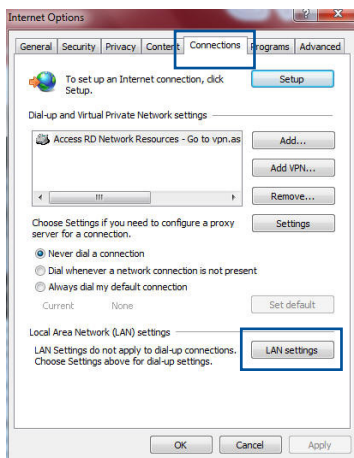 Internet Options
General Security Privacy Content Connections Programs Advanced
To set up an Internet connection, click
Setup.
Setup
Dial-up and Virtual Private Network settings
Access RD Network Resources - Go to vpn.as
Add...
Add VPN...
Remove...
Choose Settings if you need to configure a proxy
server for a connection.
Settings
Never dial a connection
Dial whenever a network connection is not present
Always dial my default connection
Current None
Set default
Local Area Network (LAN) settings
LAN Settings do not apply to dial-up connections.
Choose Settings above for dial-up settings.
LAN settings
OK Cancel Apply